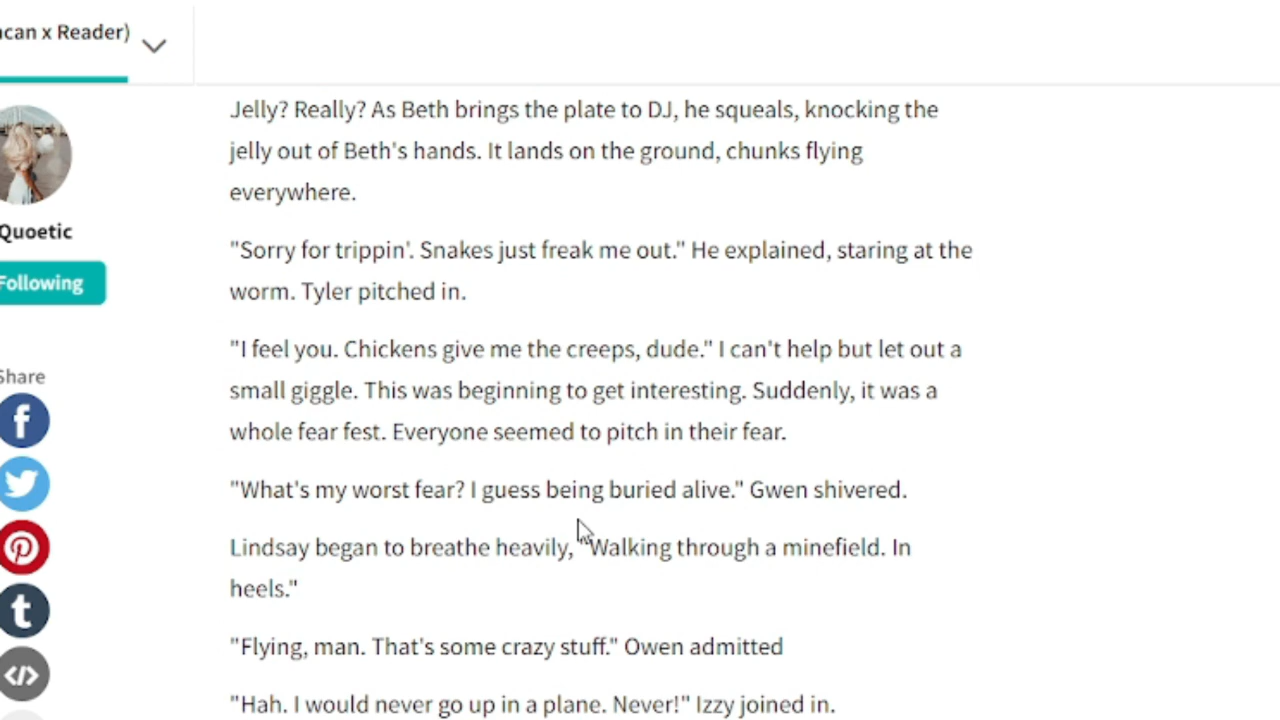 can x Reader)
Jelly? Really? As Beth brings the plate to DJ, he squeals, knocking the
jelly out of Beth's hands. It lands on the ground, chunks flying
everywhere.
Quoetic
Following
"Sorry for trippin'. Snakes just freak me out." He explained, staring at the
worm. Tyler pitched in.
"I feel you. Chickens give me the creeps, dude." I can't help but let out a
small giggle. This was beginning to get interesting. Suddenly, it was a
whole fear fest. Everyone seemed to pitch in their fear.
Share
"What's my worst fear? I guess being buried alive." Gwen shivered.
Lindsay began to breathe heavily, "Walking through a minefield. In
heels."
"Flying, man. That's some crazy stuff." Owen admitted
"Hah. I would never go up in a plane. Never!" Izzy joined in.